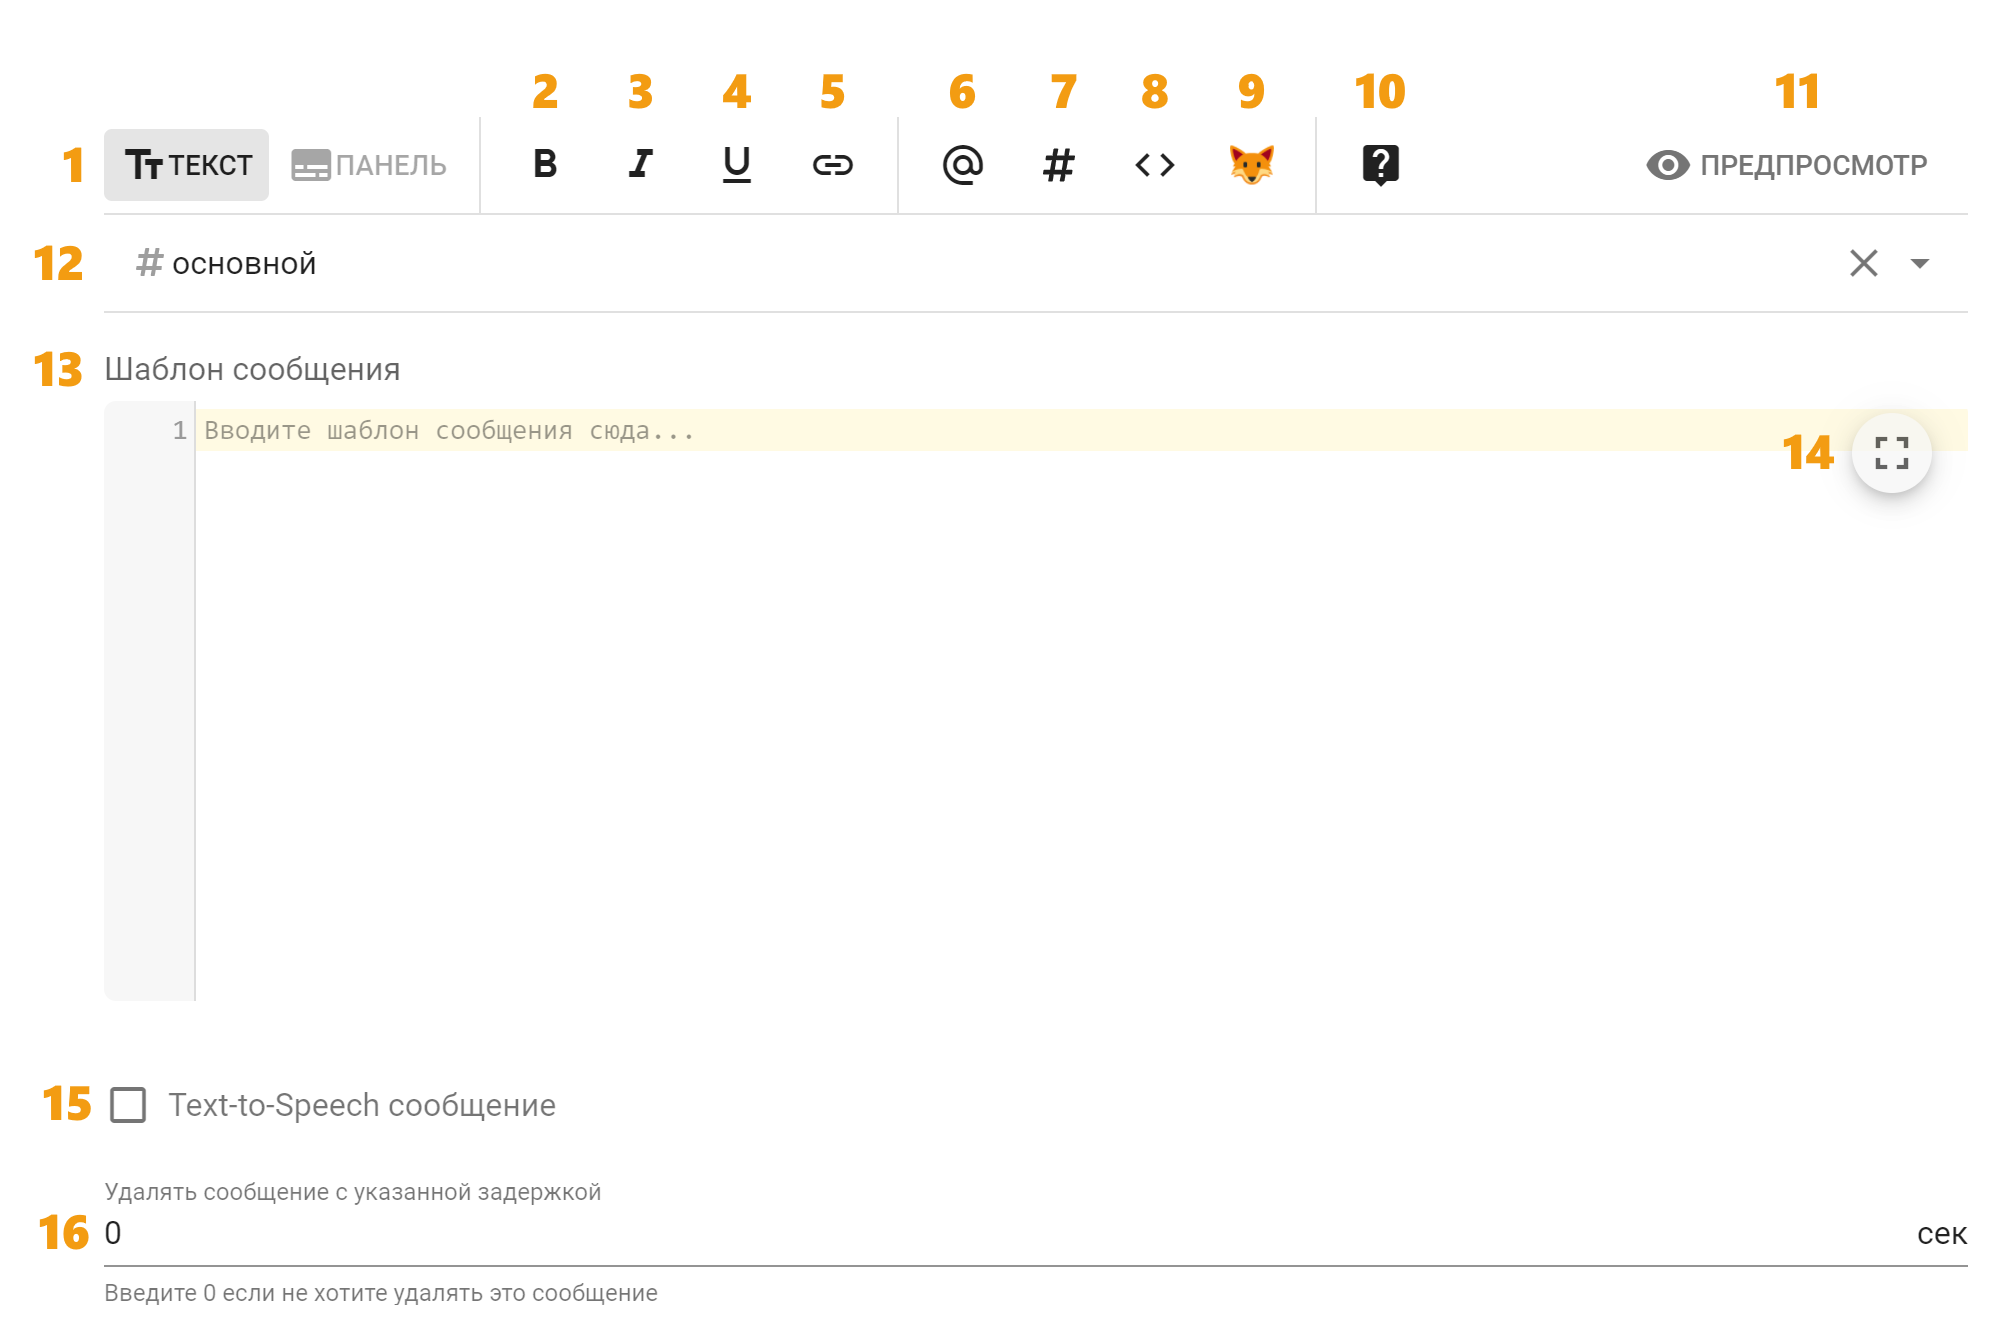 2 3 4 5 6 7 8 9 10 11
1 ТЕКСТ ПАНЕЛЬ B I U @ # <> ? ПРЕДПРОСМОТР
12 # основной
13 Шаблон сообщения
1 Вводите шаблон сообщения сюда...
14
15 Text-to-Speech сообщение
Удалять сообщение с указанной задержкой
16 0 сек
Введите 0 если не хотите удалять это сообщение